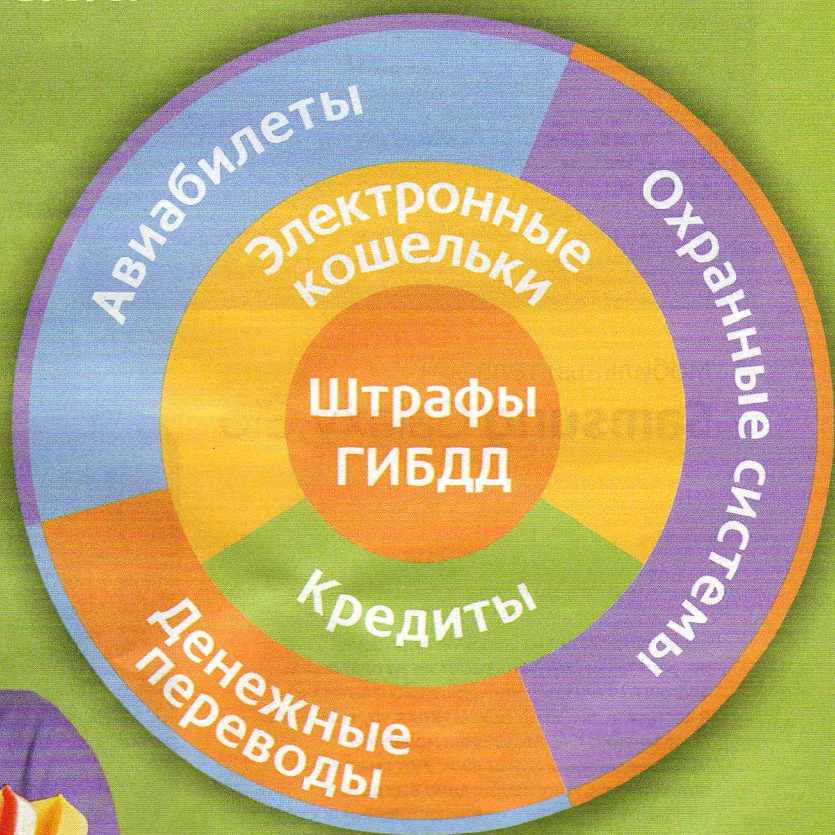 Авиабилеты
Охранные системы
Электронные
кошельки
Штрафы
ГИБДД
Кредиты
Денежные
переводы